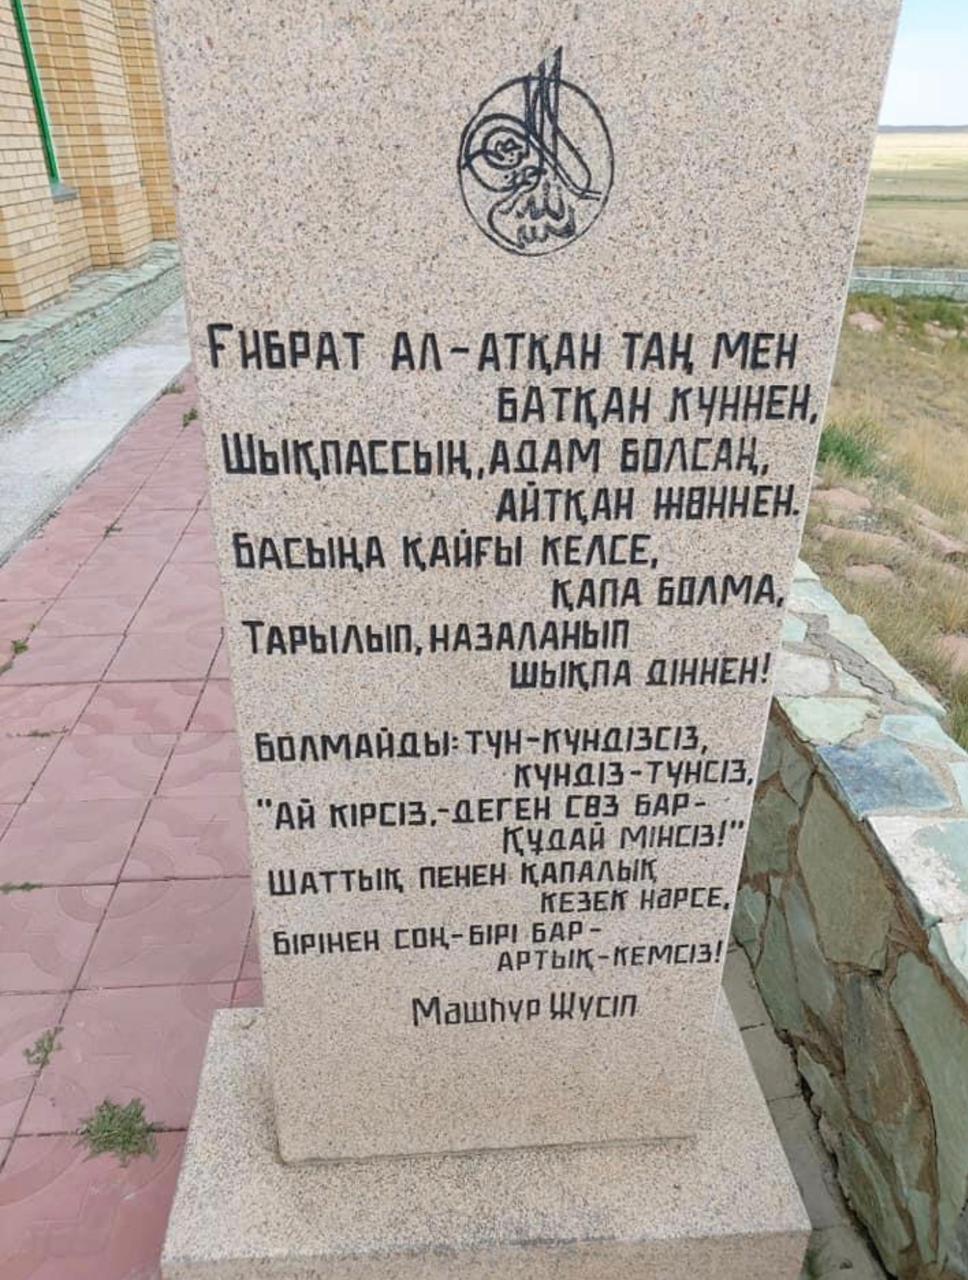 Ғибрат ал-атқан таң мен
батқан күннен,
Шықпассың, адам болсаң,
айтқан жөннен.
Басыңа қайғы келсе,
қапа болма,
Тарылып, назаланып
шықпа діннен!
Болмайды: түн-күндізсіз,
күндіз-түнсіз,
"Ай кірсіз,-деген сөз бар-
Құдай мінсіз!"
Шаттық пенен қапалық
кезек нәрсе,
Бірінен соң-бірі бар-
артық-кемсіз!
Мәшһүр Жүсіп